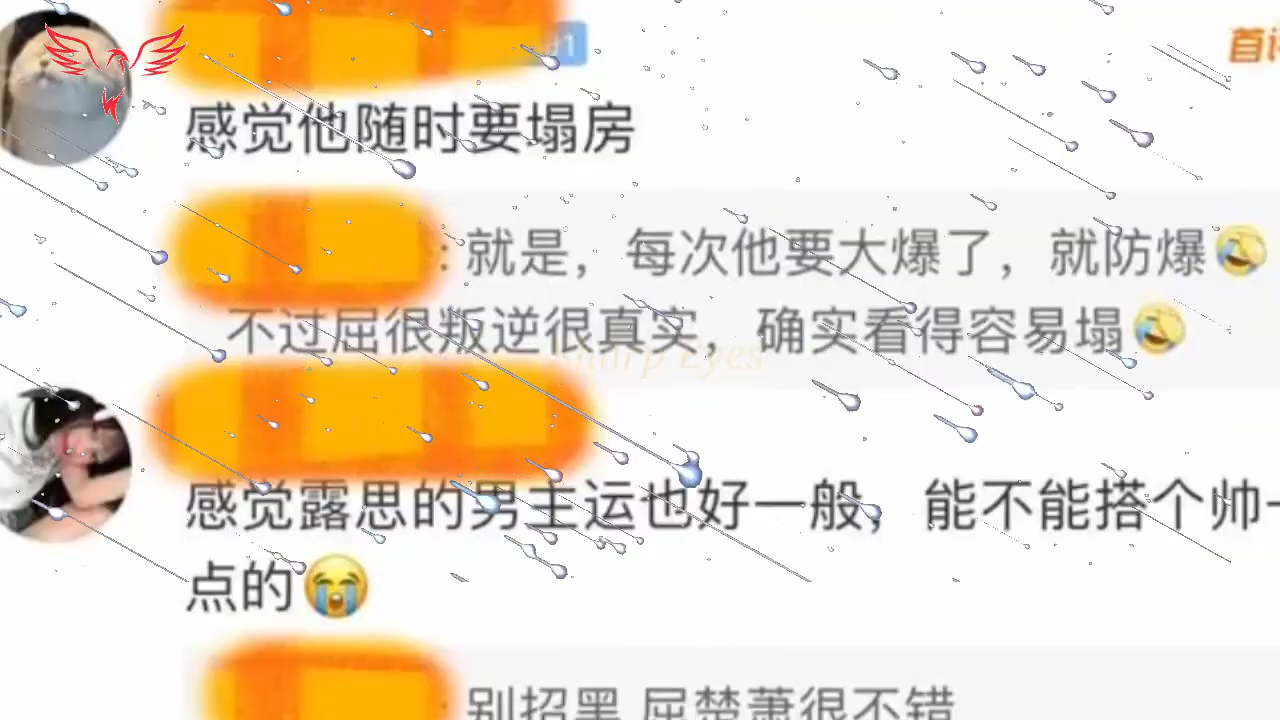 感觉他随时要塌房
: 就是，每次他要大爆了，就防爆🤣
不过屈很叛逆很真实，确实看得容易塌🤣
Sharp Eyes
感觉露思的男主运也好一般，能不能搭个帅一
点的😭
: 别招黑 屈楚萧很不错